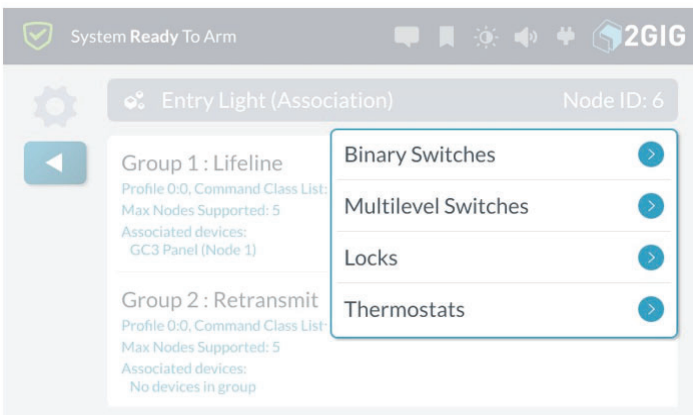 System Ready To Arm
2GIG
Entry Light (Association) Node ID: 6
Group 1 : Lifeline
Profile 0:0, Command Class List:
Max Nodes Supported: 5
Associated devices:
GC3 Panel (Node 1)
Group 2 : Retransmit
Profile 0:0, Command Class List:
Max Nodes Supported: 5
Associated devices:
No devices in group
Binary Switches
Multilevel Switches
Locks
Thermostats